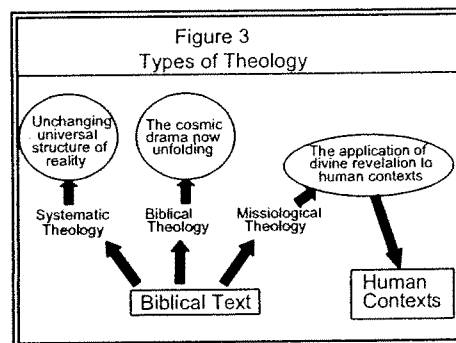 Figure 3
Types of Theology
Unchanging
universal
structure of
reality
The cosmic
drama now
unfolding
The application of
divine revelation to
human contexts
Systematic
Theology
Biblical
Theology
Missiological
Theology
Biblical Text
Human
Contexts